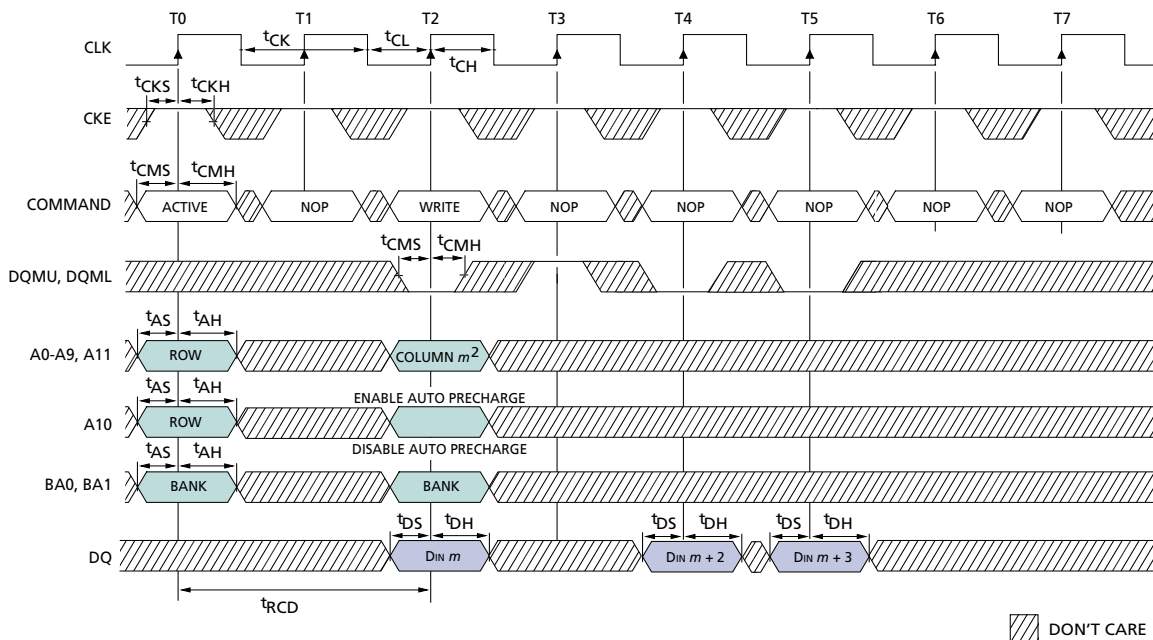 T0 T1 T2 T3 T4 T5 T6 T7
CLK tCK tCL tCH
tCKS tCKH
CKE
tCMS tCMH
COMMAND ACTIVE NOP WRITE NOP NOP NOP NOP NOP
tCMS tCMH
DQMU, DQML
tAS tAH
A0-A9, A11 ROW COLUMN m2
tAS tAH ENABLE AUTO PRECHARGE
A10 ROW
DISABLE AUTO PRECHARGE
tAS tAH
BA0, BA1 BANK BANK
tDS tDH tDS tDH tDS tDH
DQ DIN m DIN m + 2 DIN m + 3
tRCD
DON'T CARE